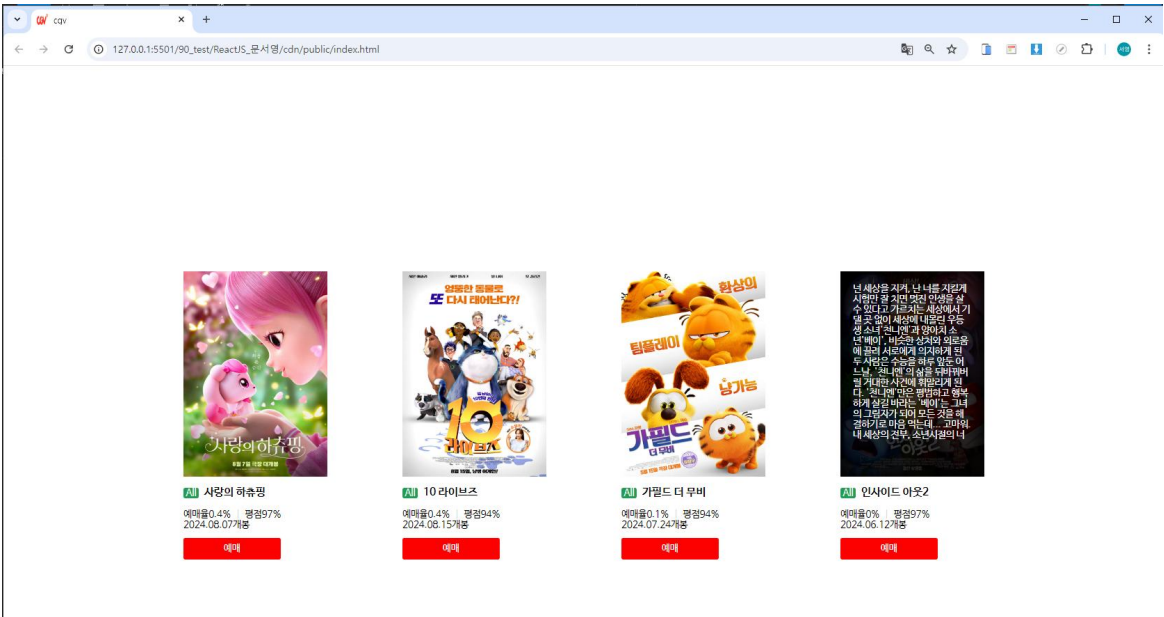 cgv
127.0.0.1:5501/90_test/ReactJS_문서영/cdn/public/index.html
서영
사랑의 하츄핑
8월 7일 극장 대개봉
엉뚱한 동물로
또 다시 태어난다?!
10
라이브즈
환상의
팀플레이
냥가능
가필드
더 무비
넌 세상을 지켜, 난 너를 지킬게
시험만 잘 치면 멋진 인생을 살
수 있다고 가르치는 세상에서 기
댈 곳 없이 세상에 내몰린 우등
생 소녀 '첸니엔'과 양아치 소
년'베이', 비슷한 상처와 외로움
에 끌려 서로에게 의지하게 된
두 사람은 수능을 하루 앞둔 어
느날, '첸니엔'의 삶을 뒤바꿔버
릴 거대한 사건에 휘말리게 된
다. '첸니엔'만은 평범하고 행복
하게 살길 바라는 '베이'는 그녀
의 그림자가 되어 모든 것을 해
결하기로 마음 먹는데... 고마워,
내 세상의 전부, 소년시절의 너
All 사랑의 하츄핑
예매율0.4% | 평점97%
2024.08.07개봉
예매
All 10 라이브즈
예매율0.4% | 평점94%
2024.08.15개봉
예매
All 가필드 더 무비
예매율0.1% | 평점94%
2024.07.24개봉
예매
All 인사이드 아웃2
예매율0% | 평점97%
2024.06.12개봉
예매